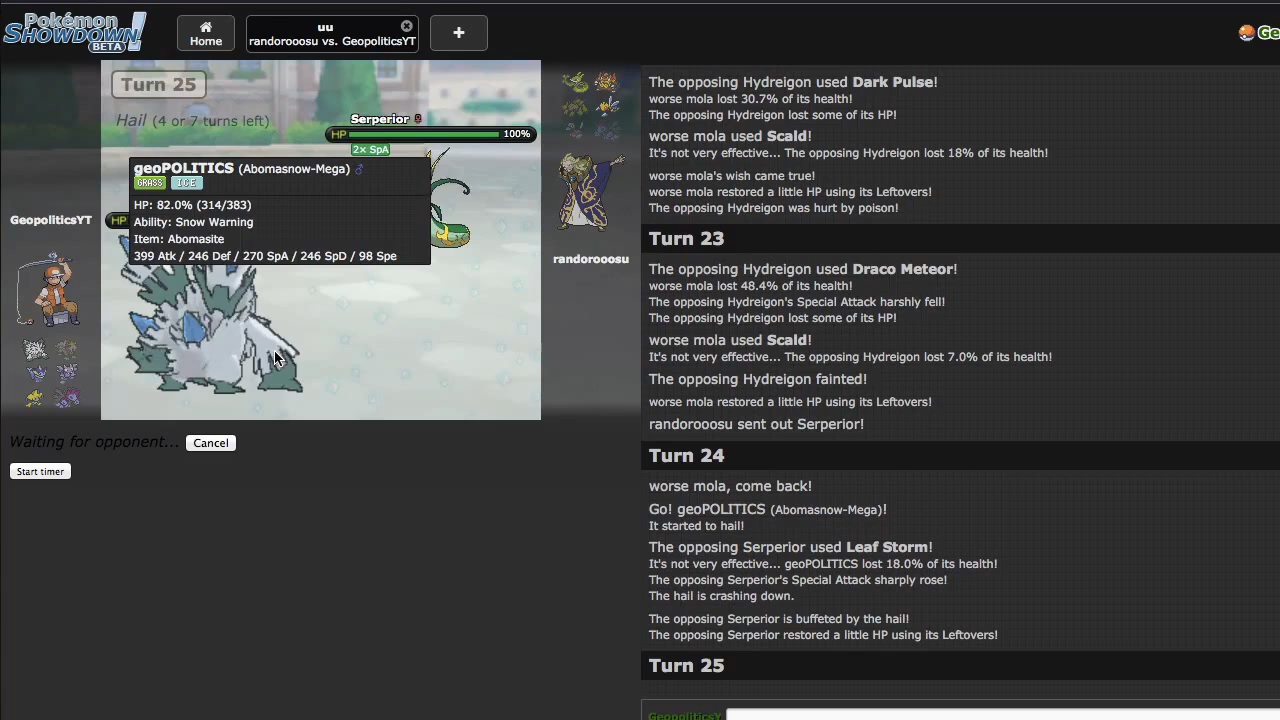 Pokémon
SHOWDOWN!
BETA
Home
uu
randorooosu vs. GeopoliticsYT
+
Ge
Turn 25
Hail (4 or 7 turns left)
Serperior
HP 100%
2x SpA
geoPOLITICS (Abomasnow-Mega) ♂
GRASS ICE
HP: 82.0% (314/383)
Ability: Snow Warning
Item: Abomasite
399 Atk / 246 Def / 270 SpA / 246 SpD / 98 Spe
GeopoliticsYT
HP
randorooosu
Waiting for opponent... Cancel
Start timer
The opposing Hydreigon used Dark Pulse!
worse mola lost 30.7% of its health!
The opposing Hydreigon lost some of its HP!
worse mola used Scald!
It's not very effective... The opposing Hydreigon lost 18% of its health!
worse mola's wish came true!
worse mola restored a little HP using its Leftovers!
The opposing Hydreigon was hurt by poison!
Turn 23
The opposing Hydreigon used Draco Meteor!
worse mola lost 48.4% of its health!
The opposing Hydreigon's Special Attack harshly fell!
The opposing Hydreigon lost some of its HP!
worse mola used Scald!
It's not very effective... The opposing Hydreigon lost 7.0% of its health!
The opposing Hydreigon fainted!
worse mola restored a little HP using its Leftovers!
randorooosu sent out Serperior!
Turn 24
worse mola, come back!
Go! geoPOLITICS (Abomasnow-Mega)!
It started to hail!
The opposing Serperior used Leaf Storm!
It's not very effective... geoPOLITICS lost 18.0% of its health!
The opposing Serperior's Special Attack sharply rose!
The hail is crashing down.
The opposing Serperior is buffeted by the hail!
The opposing Serperior restored a little HP using its Leftovers!
Turn 25
GeopoliticsY